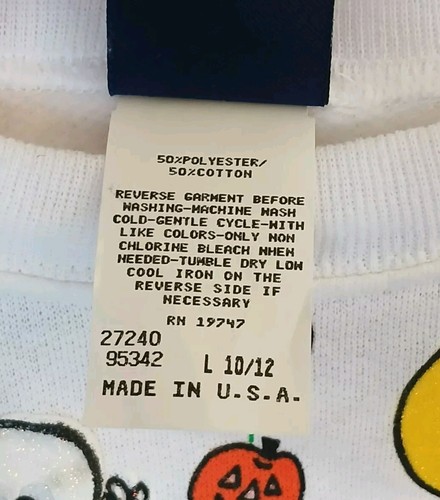 50%POLYESTER/
50%COTTON
REVERSE GARMENT BEFORE
WASHING-MACHINE WASH
COLD-GENTLE CYCLE-WITH
LIKE COLORS-ONLY NON
CHLORINE BLEACH WHEN
NEEDED-TUMBLE DRY LOW
COOL IRON ON THE
REVERSE SIDE IF
NECESSARY
RN 19747
27240
95342 L 10/12
MADE IN U.S.A.